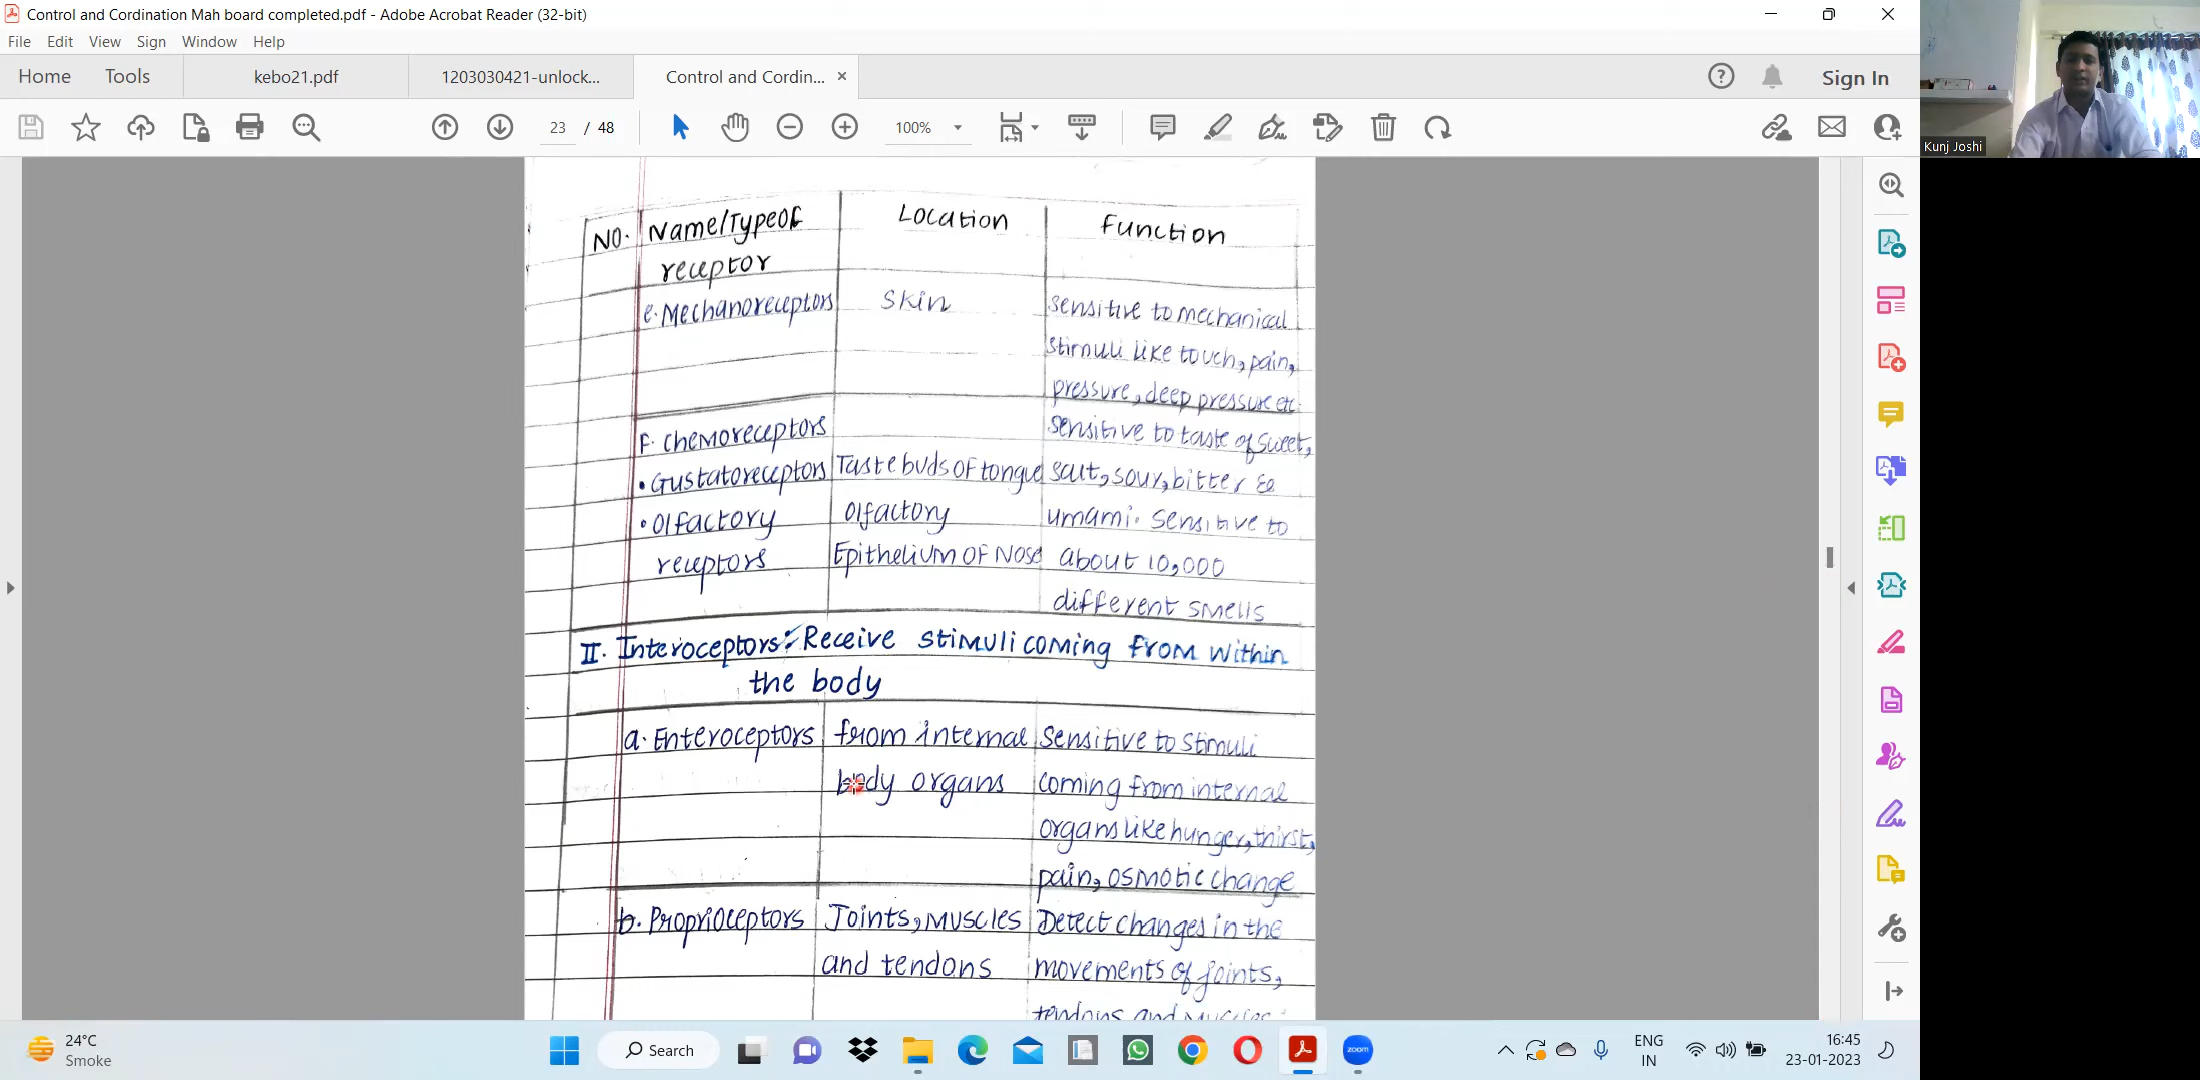 Control and Cordination Mah board completed.pdf - Adobe Acrobat Reader (32-bit)
File Edit View Sign Window Help
Home Tools kebo21.pdf 1203030421-unlock... Control and Cordin... × Sign In
23 / 48 100%
Kunj Joshi
NO. Name/Type of receptor Location Function
e. Mechanoreceptors Skin sensitive to mechanical
stimuli like touch, pain,
pressure, deep pressure etc.
F. Chemoreceptors sensitive to taste of sweet,
• Gustatoreceptors Taste buds of tongue salt, sour, bitter &
• Olfactory Olfactory umami. sensitive to
receptors Epithelium of Nose about 10,000
different smells
II. Interoceptors:- Receive stimuli coming from within
the body
a. Enteroceptors from internal sensitive to stimuli
body organs coming from internal
organs like hunger, thirst,
pain, osmotic change
b. Proprioceptors Joints, muscles Detect changes in the
and tendons movements of joints,
tendons and muscles
24°C
Smoke
Search
zoom
ENG
IN
16:45
23-01-2023